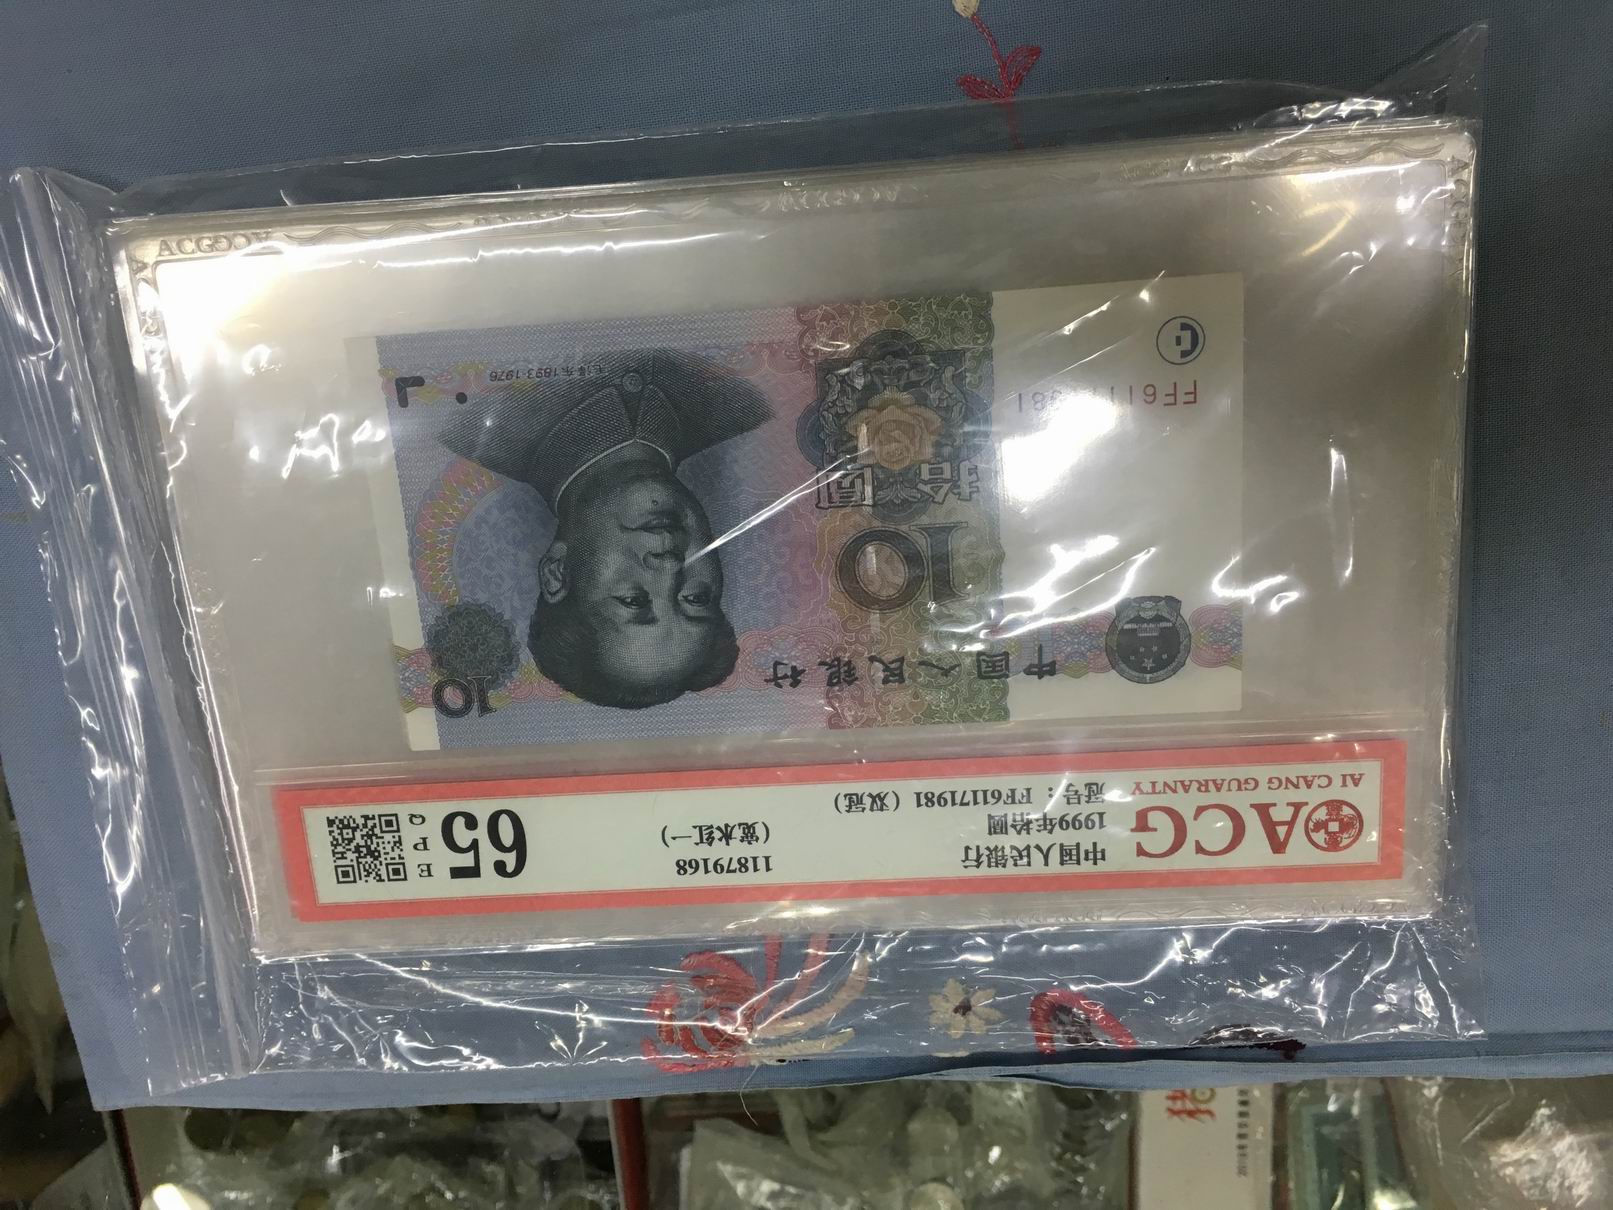 ACG
AI CANG GUARANTY
中国人民银行
1999年拾圆
冠号：FF61171981（双冠）
11879168
（宽水红一）
65
E
P
Q
中国人民银行
10
拾圆
10
毛泽东1893-1976
ACG
猪